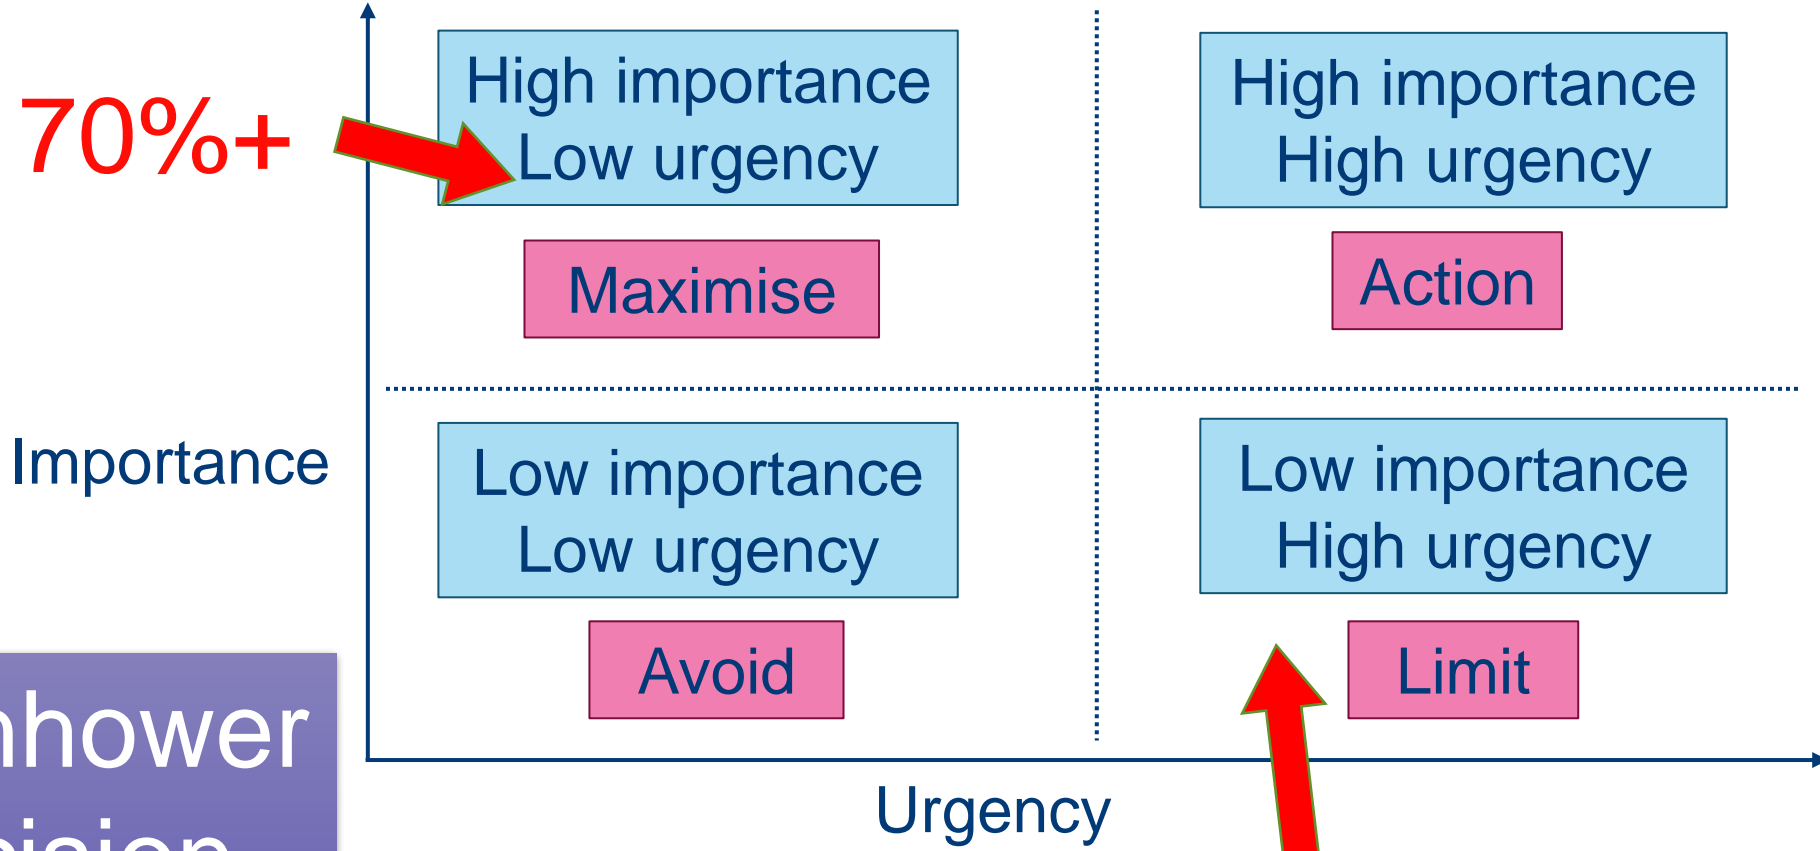 70%+
High importance
Low urgency
Maximise
High importance
High urgency
Action
Importance
Low importance
Low urgency
Avoid
Low importance
High urgency
Limit
Urgency
nhower